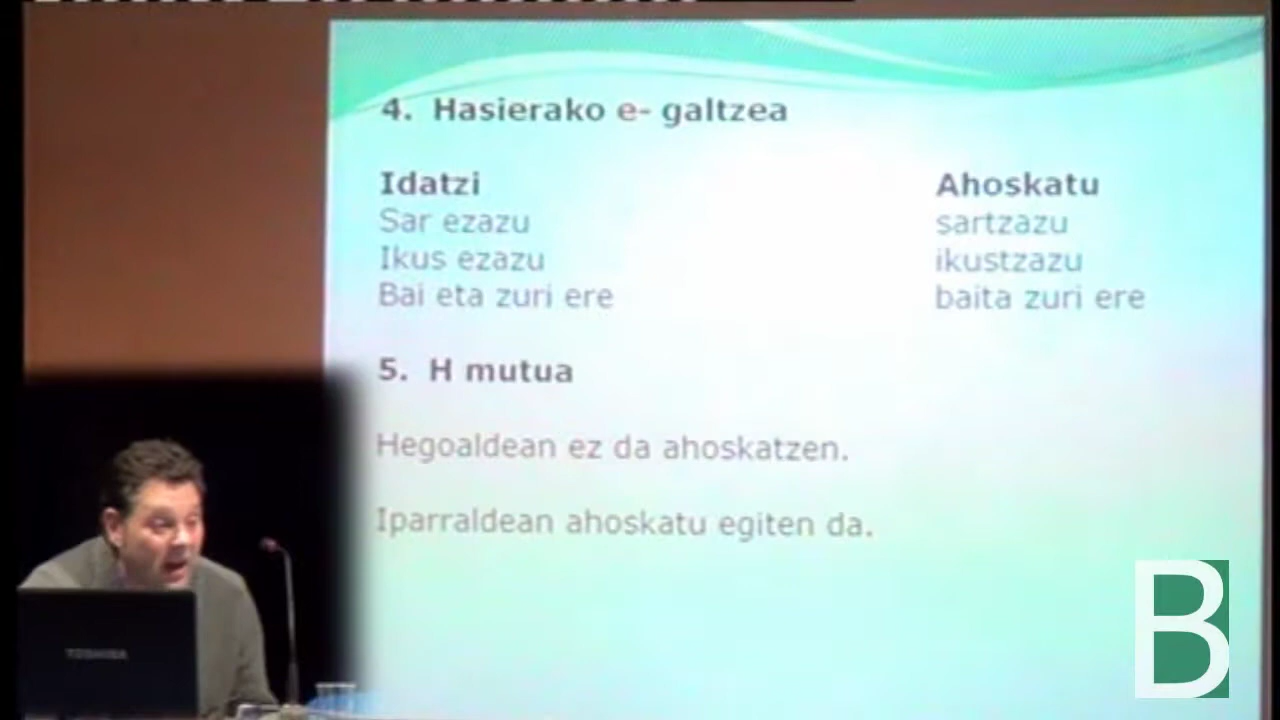 4. Hasierako e- galtzea
Idatzi Ahoskatu
Sar ezazu sartzazu
Ikus ezazu ikustzazu
Bai eta zuri ere baita zuri ere
5. H mutua
Hegoaldean ez da ahoskatzen.
Iparraldean ahoskatu egiten da.
TOSHIBA
B